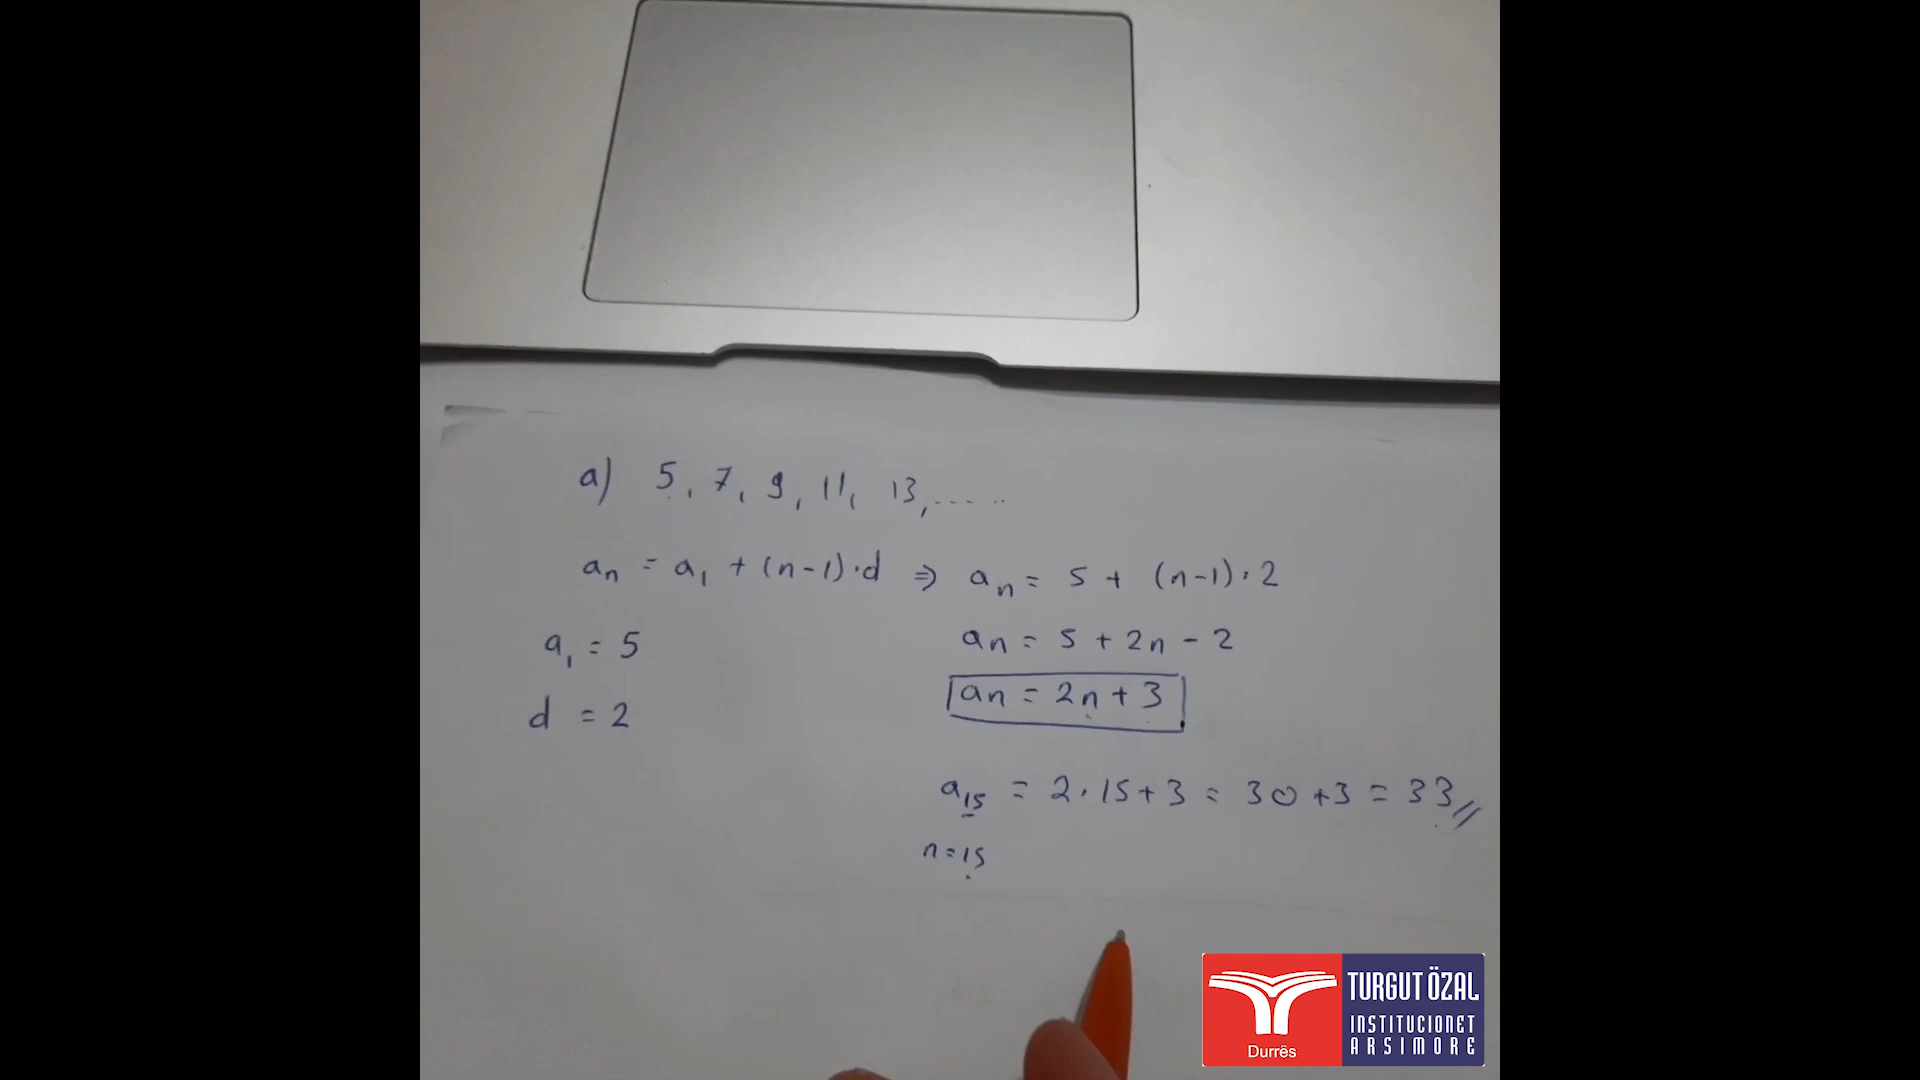 a) 5, 7, 9, 11, 13, ......
an = a1 + (n-1)·d ⇒ an = 5 + (n-1)·2
a1 = 5
an = 5 + 2n - 2
d = 2
an = 2n + 3
a15 = 2·15+3 = 30+3 = 33//
n=15
TURGUT ÖZAL
INSTITUCIONET
ARSIMORE
Durrës